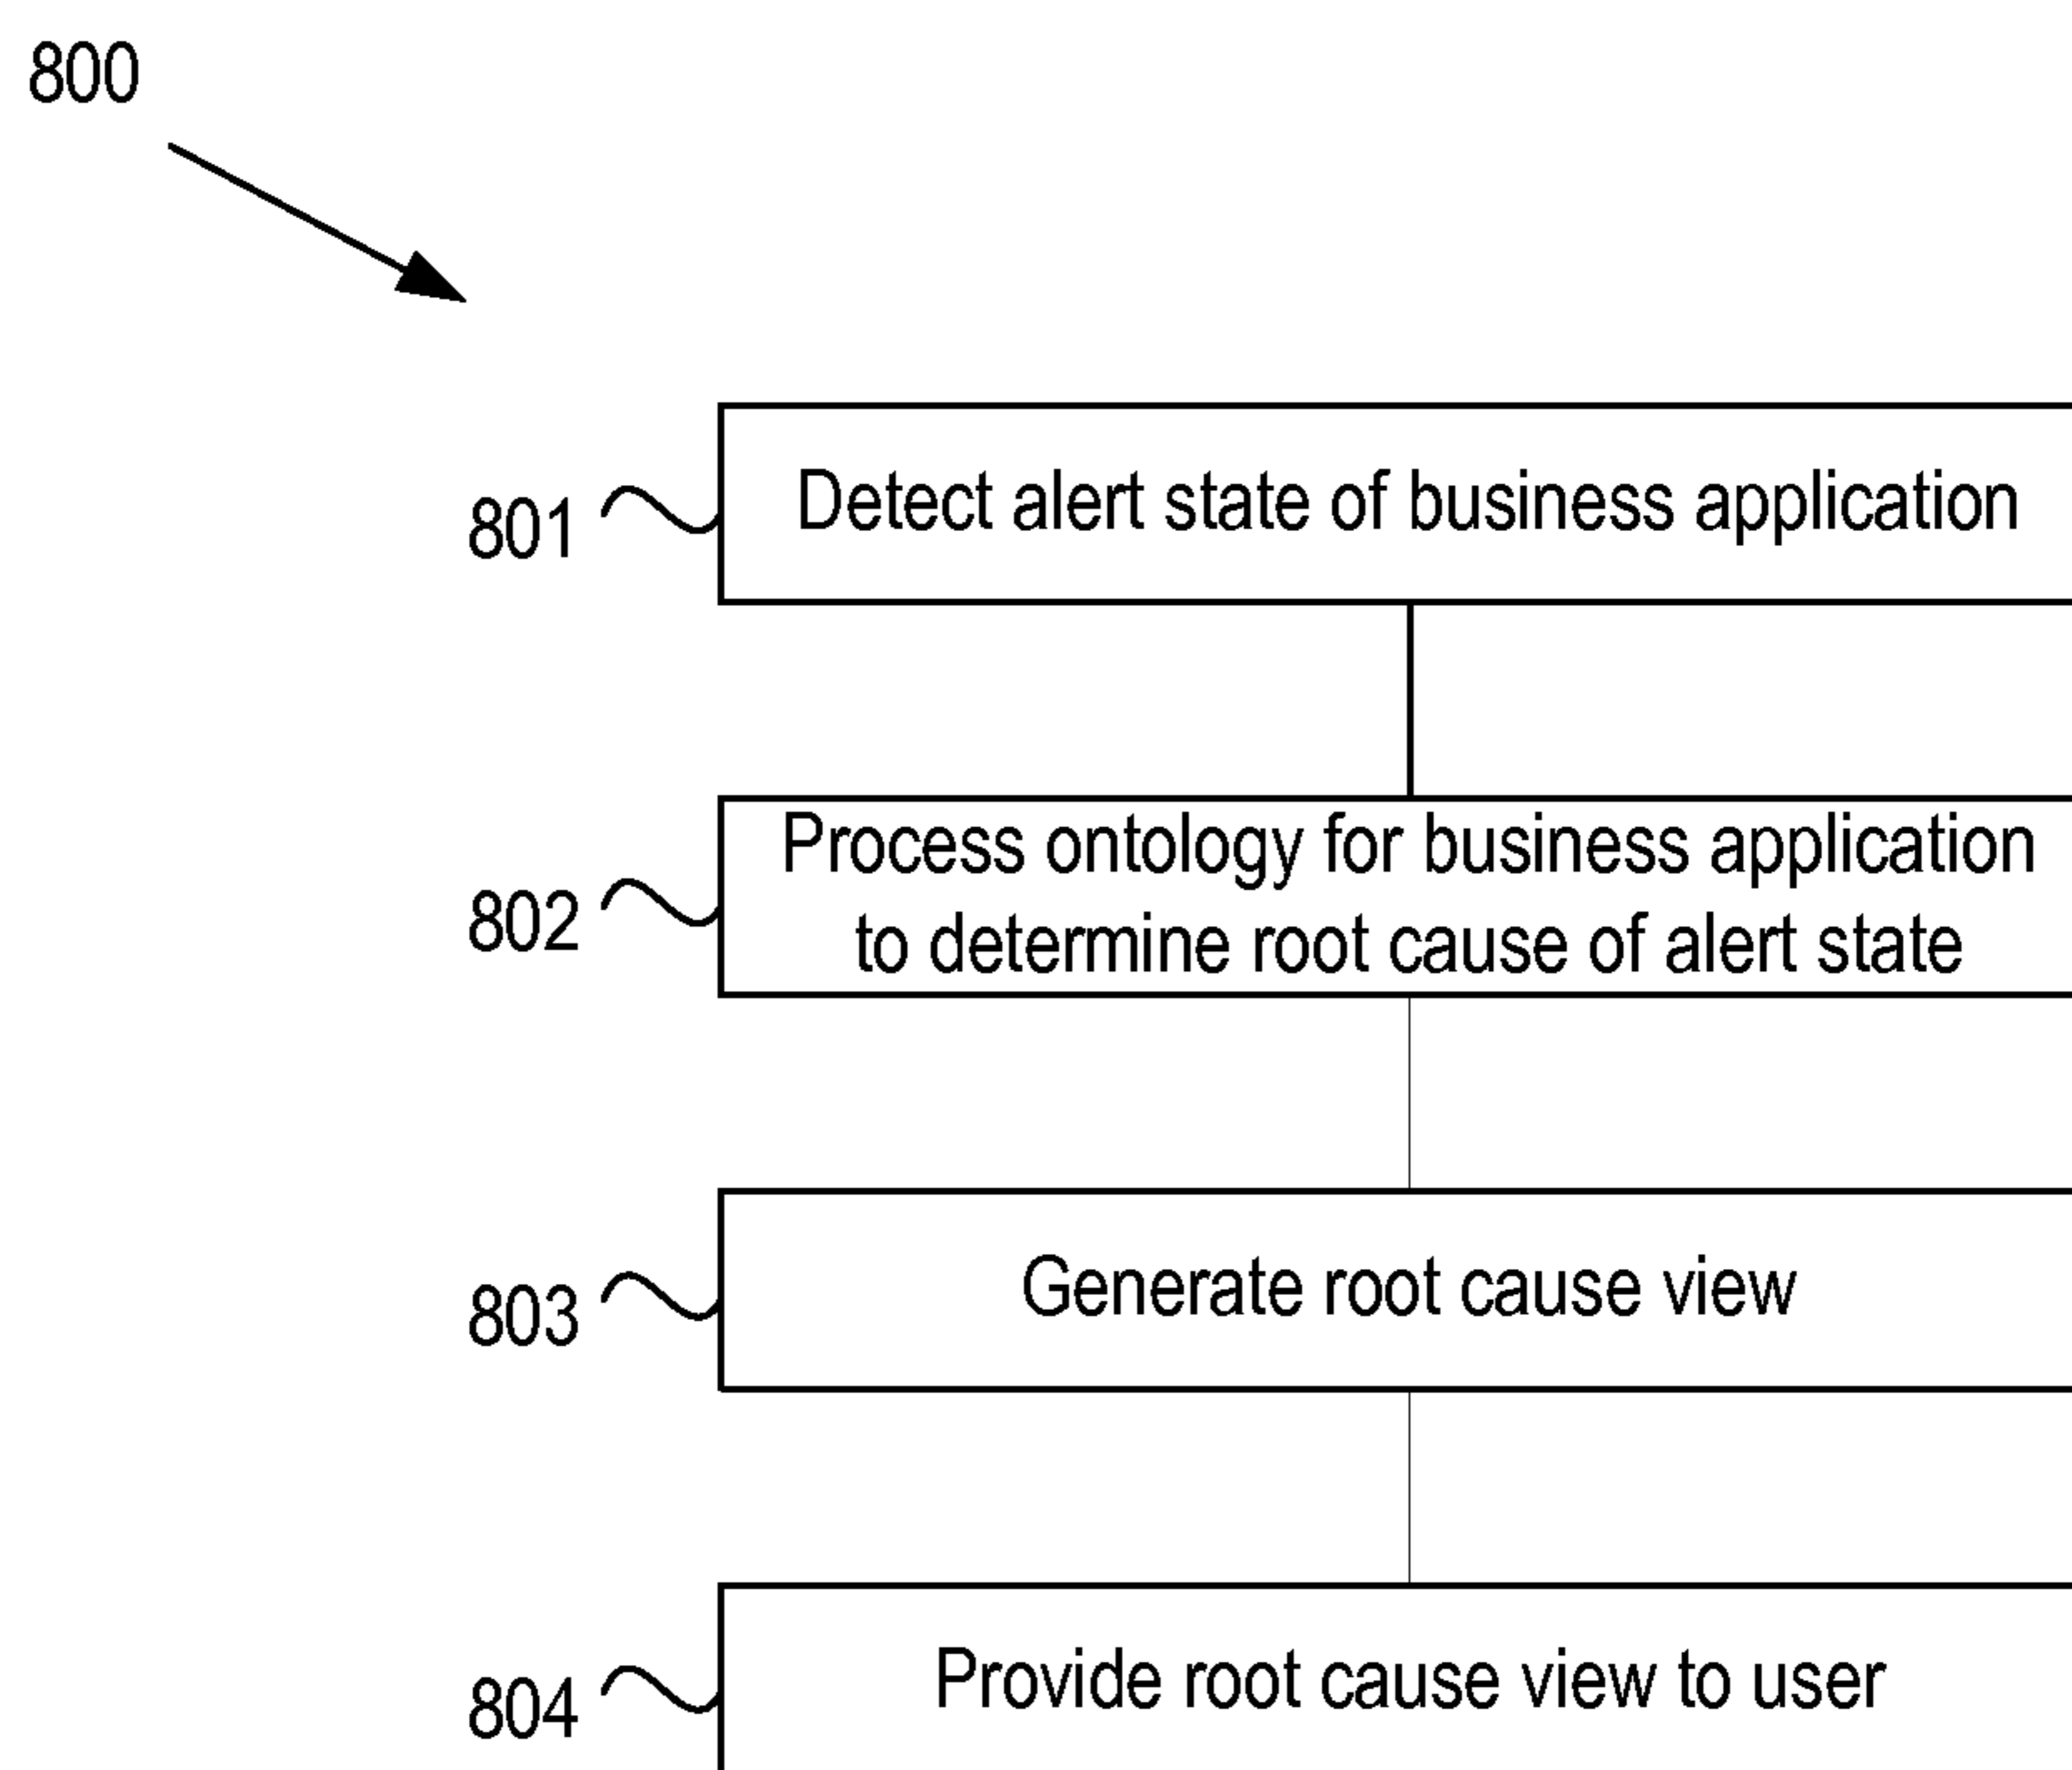 800
801
Detect alert state of business application
802
Process ontology for business application
to determine root cause of alert state
803
Generate root cause view
804
Provide root cause view to user